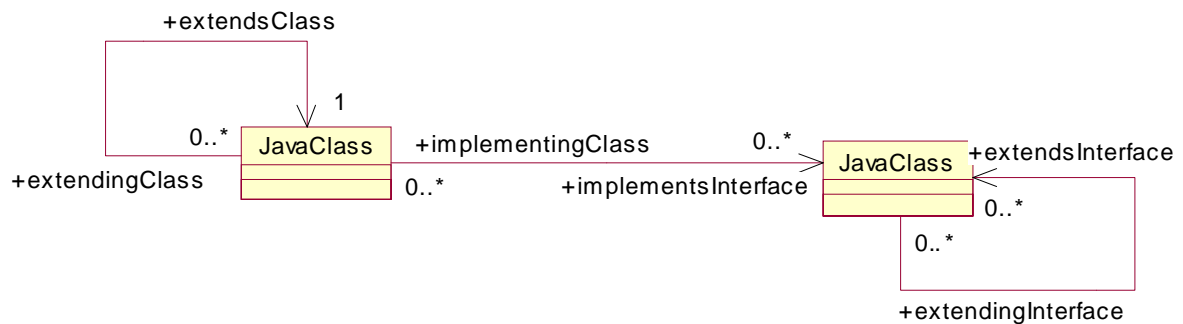 +extendsClass
1
0..*
JavaClass
+extendingClass
+implementingClass
0..*
0..*
+implementsInterface
JavaClass
+extendsInterface
0..*
0..*
+extendingInterface